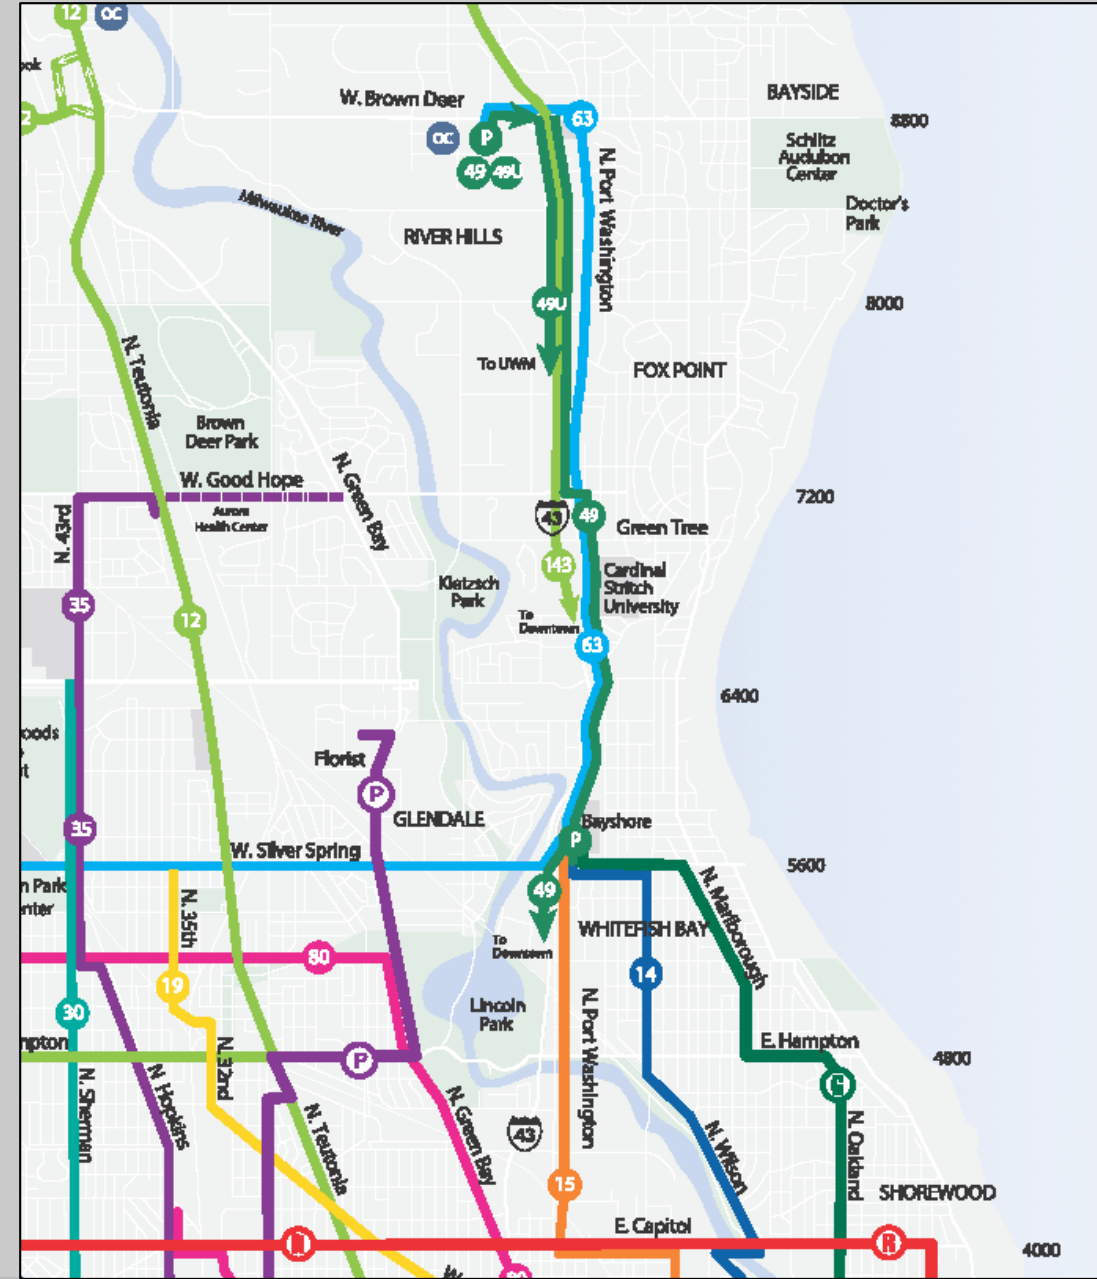 12
OC
W. Brown Deer
63
BAYSIDE
8800
OC
P
49
49U
Schlitz
Audubon
Center
N. Port Washington
Milwaukee River
Doctor's
Park
RIVER HILLS
49U
8000
To UWM
FOX POINT
N. Teutonia
Brown
Deer Park
W. Good Hope
N. Green Bay
7200
Aurora
Health Center
N. 43rd
43
49
Green Tree
143
Cardinal
Stritch
University
Kletzsch
Park
35
12
To
Downtown
63
6400
Florist
P
GLENDALE
35
Bayshore
P
W. Silver Spring
5600
49
N. Marlborough
N. 35th
To
Downtown
WHITEFISH BAY
80
14
19
30
Lincoln
Park
N. Port Washington
E. Hampton
4800
P
G
N. Sherman
N. Hopkins
N. 32nd
N. Teutonia
N. Green Bay
43
N. Wilson
N. Oakland
15
SHOREWOOD
E. Capitol
R
R
4000